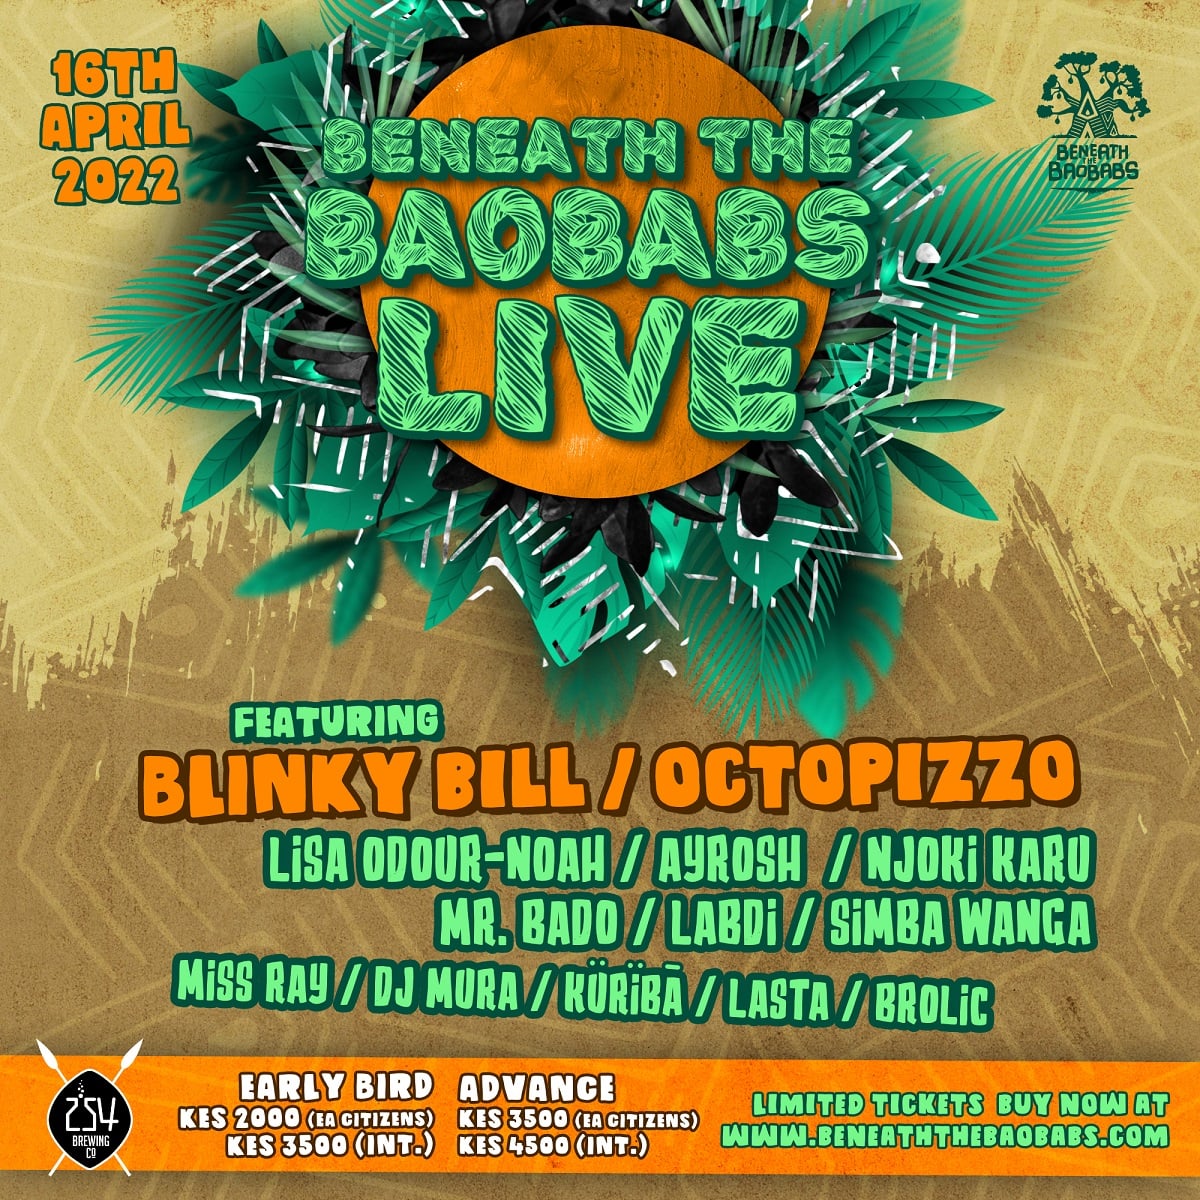 16TH
APRIL
2022
BENEATH THE
BAOBABS
LIVE
BENEATH
THE
BAOBABS
FEATURING
BLINKY BILL / OCTOPIZZO
LiSA ODOUR-NOAH / AYROSH / NJOKi KARU
MR. BADO / LABDi / SiMBA WANGA
MiSS RAY / DJ MURA / KÜRÏBĀ / LASTA / BROLiC
254
BREWING
CO
EARLY BIRD
KES 2000 (EA CITIZENS)
KES 3500 (INT.)
ADVANCE
KES 3500 (EA CITIZENS)
KES 4500 (INT.)
LIMITED TICKETS BUY NOW AT
WWW.BENEATHTHEBAOBABS.COM